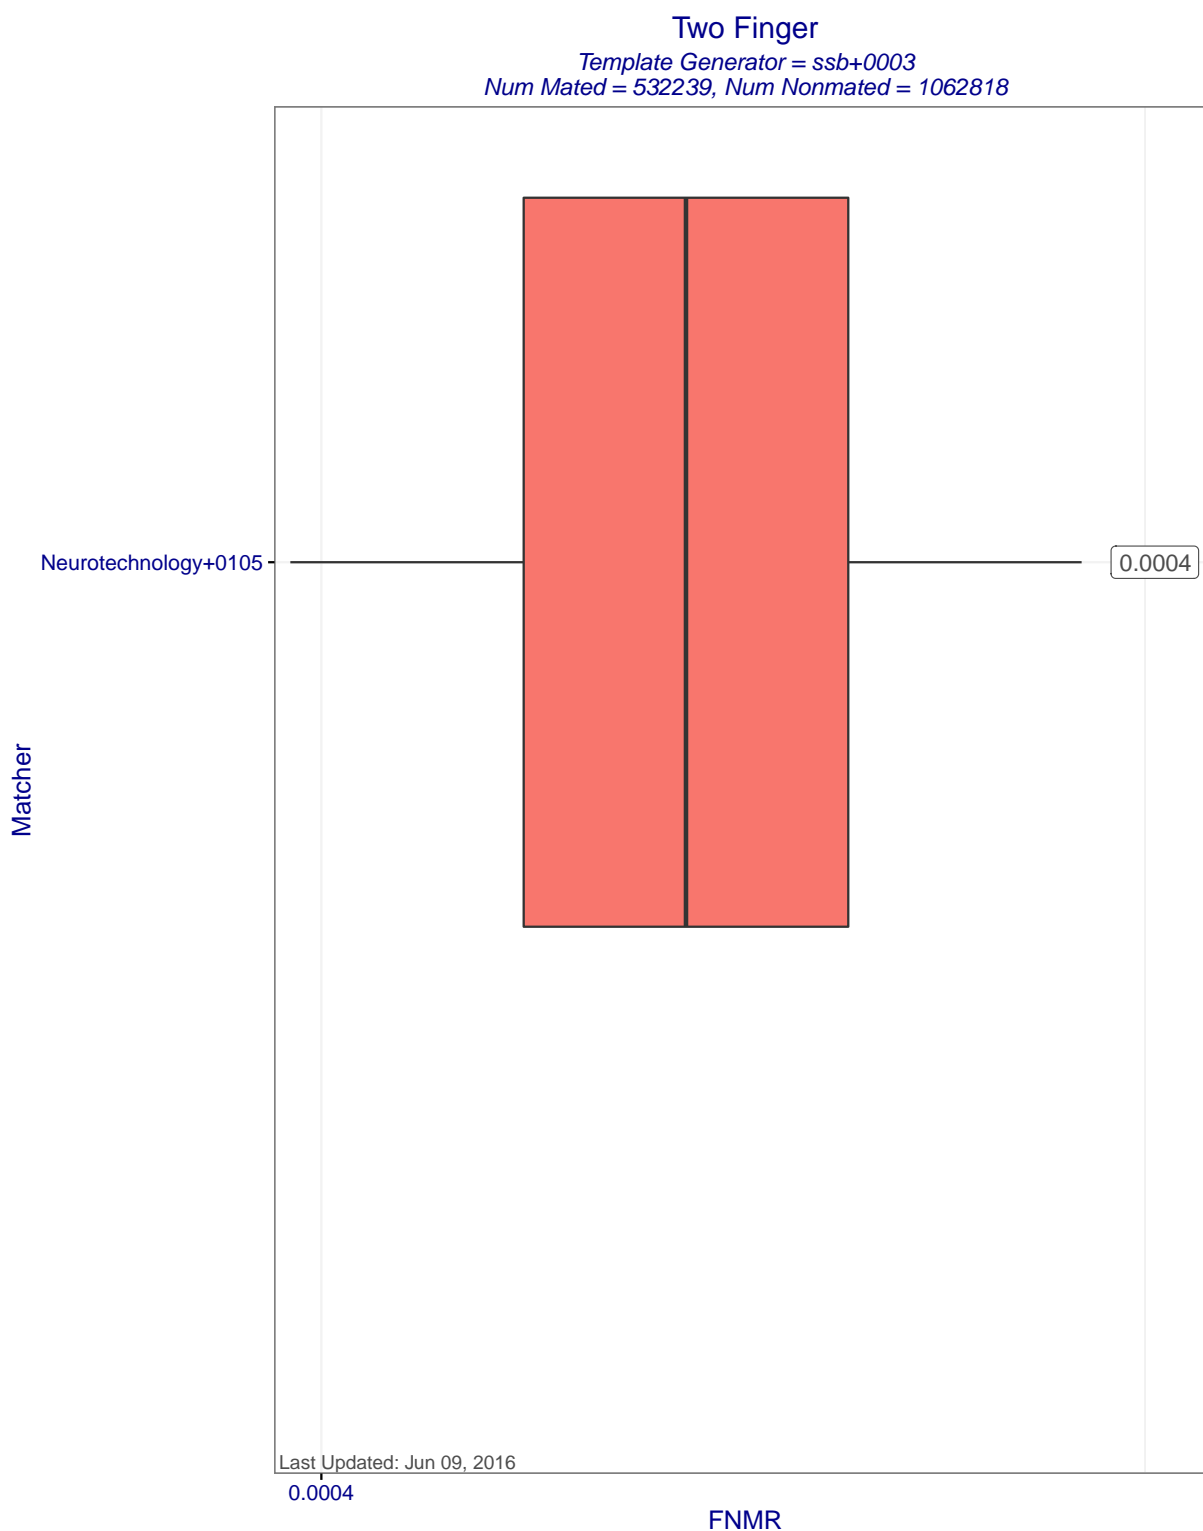 Two Finger
Template Generator = ssb+0003
Num Mated = 532239, Num Nonmated = 1062818
Neurotechnology+0105
0.0004
Matcher
Last Updated: Jun 09, 2016
0.0004
FNMR